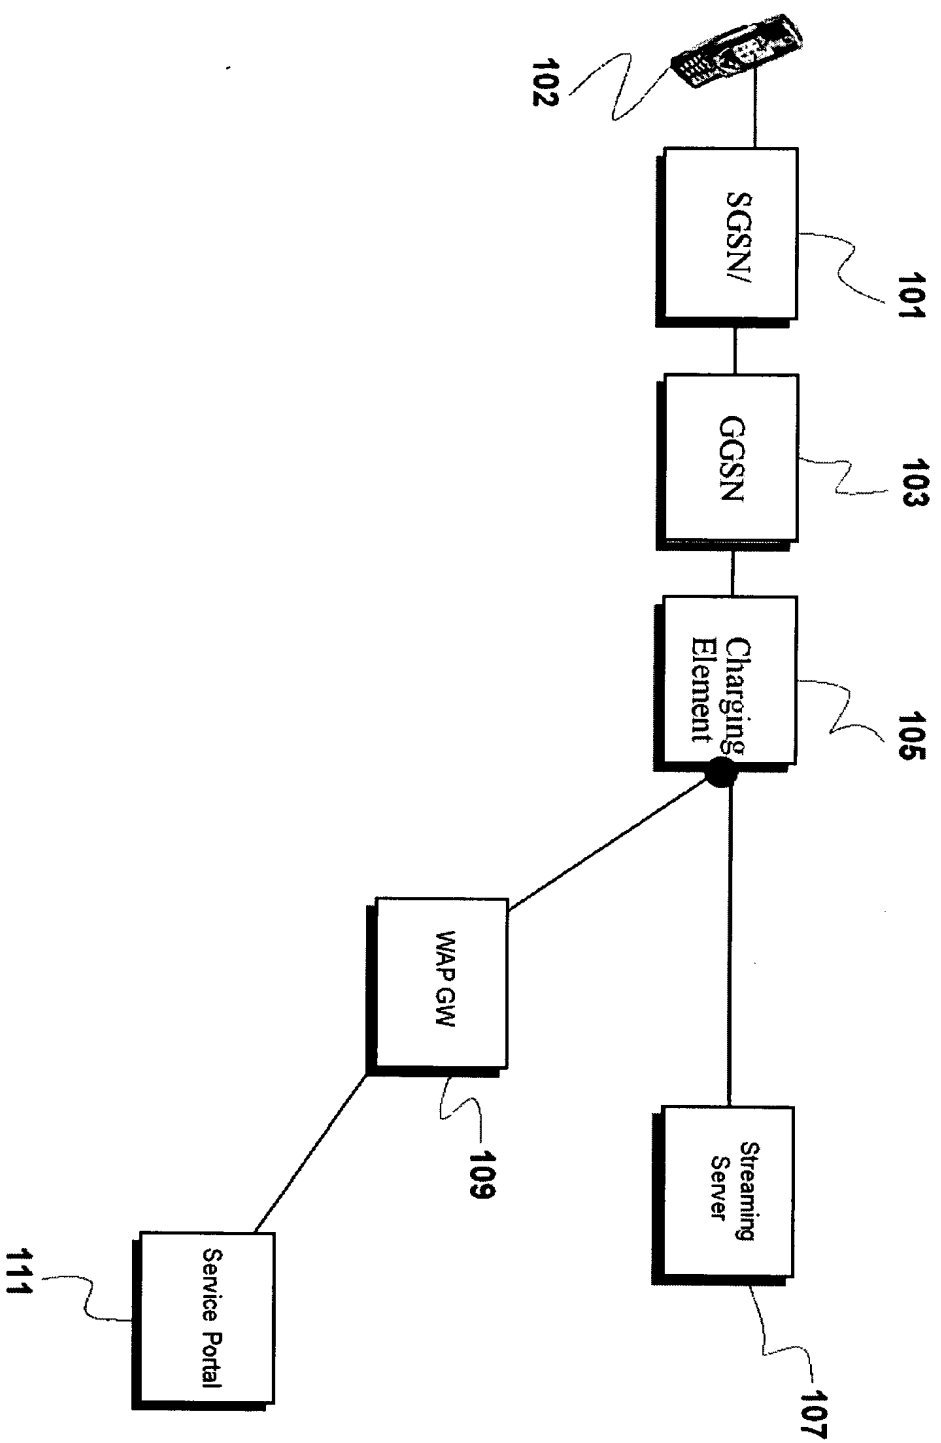 101
103
105
SGSN/
GGSN
Charging
Element
102
Streaming
Server
107
WAP GW
109
Service Portal
111